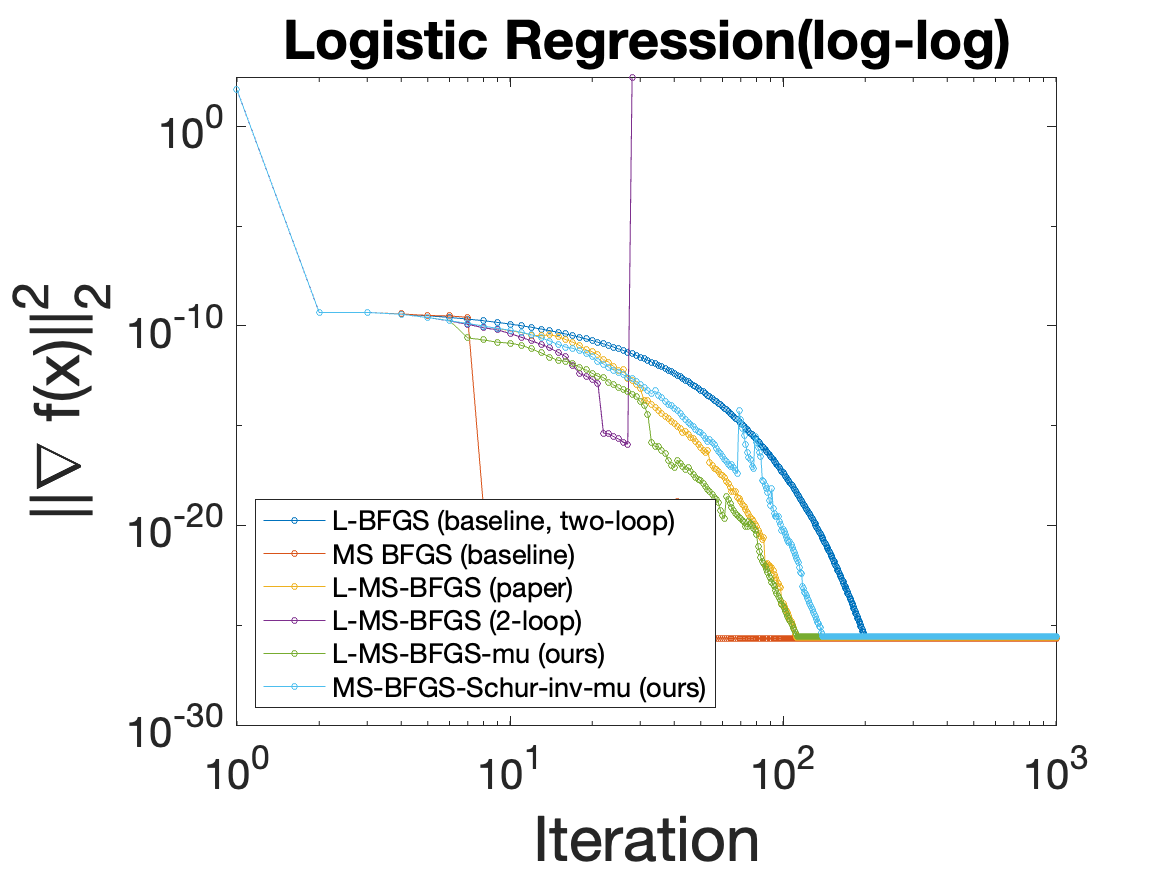 Logistic Regression(log-log)
10^0
10^-10
10^-20
10^-30
||∇ f(x)||_2^2
L-BFGS (baseline, two-loop)
MS BFGS (baseline)
L-MS-BFGS (paper)
L-MS-BFGS (2-loop)
L-MS-BFGS-mu (ours)
MS-BFGS-Schur-inv-mu (ours)
10^0 10^1 10^2 10^3
Iteration